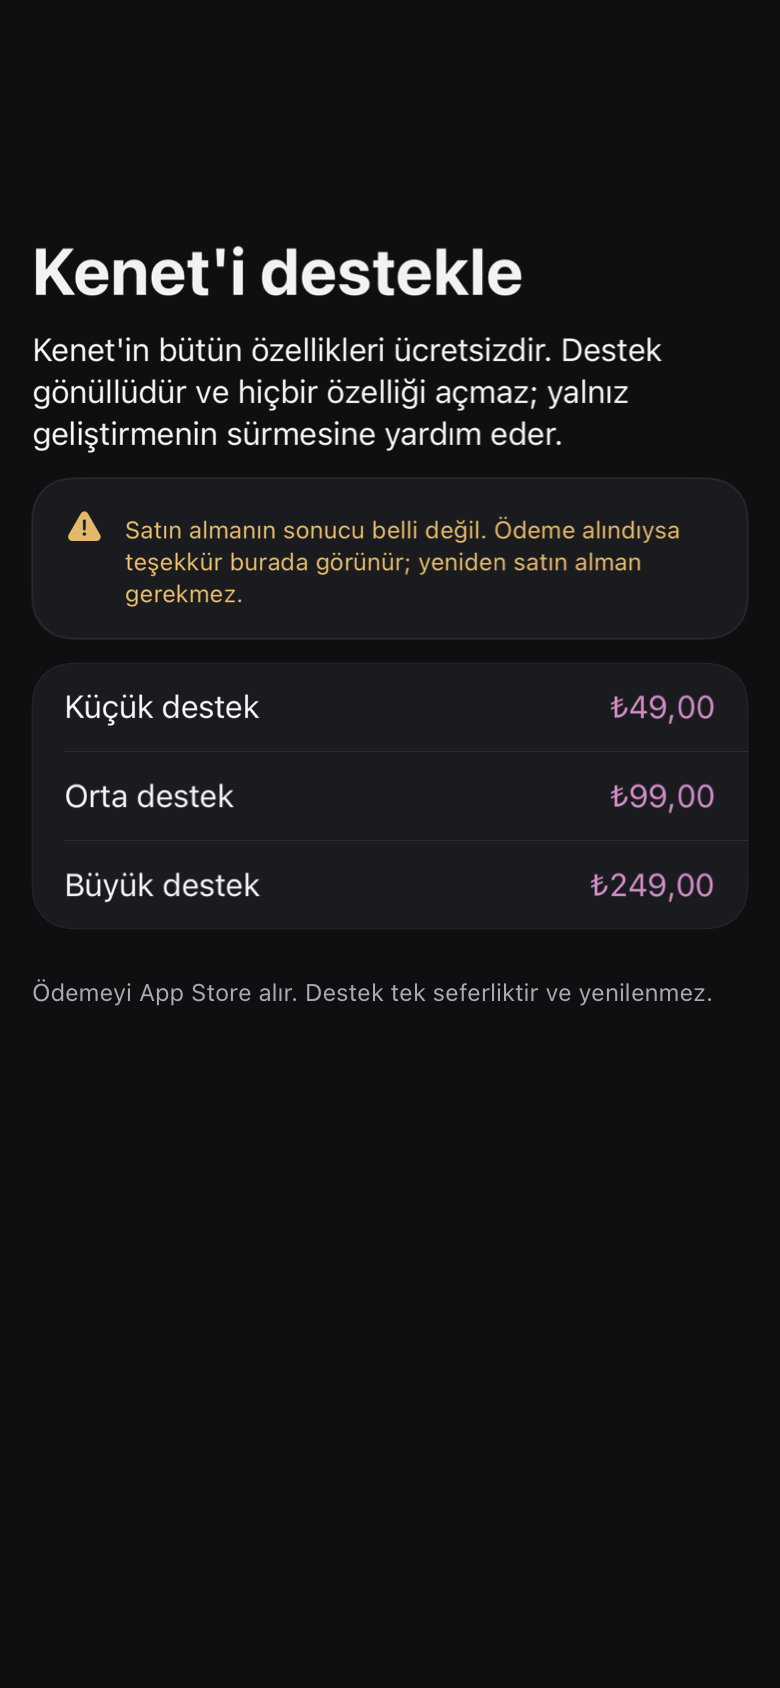 Kenet'i destekle
Kenet'in bütün özellikleri ücretsizdir. Destek
gönüllüdür ve hiçbir özelliği açmaz; yalnız
geliştirmenin sürmesine yardım eder.
Satın almanın sonucu belli değil. Ödeme alındıysa
teşekkür burada görünür; yeniden satın alman
gerekmez.
Küçük destek ₺49,00
Orta destek ₺99,00
Büyük destek ₺249,00
Ödemeyi App Store alır. Destek tek seferliktir ve yenilenmez.